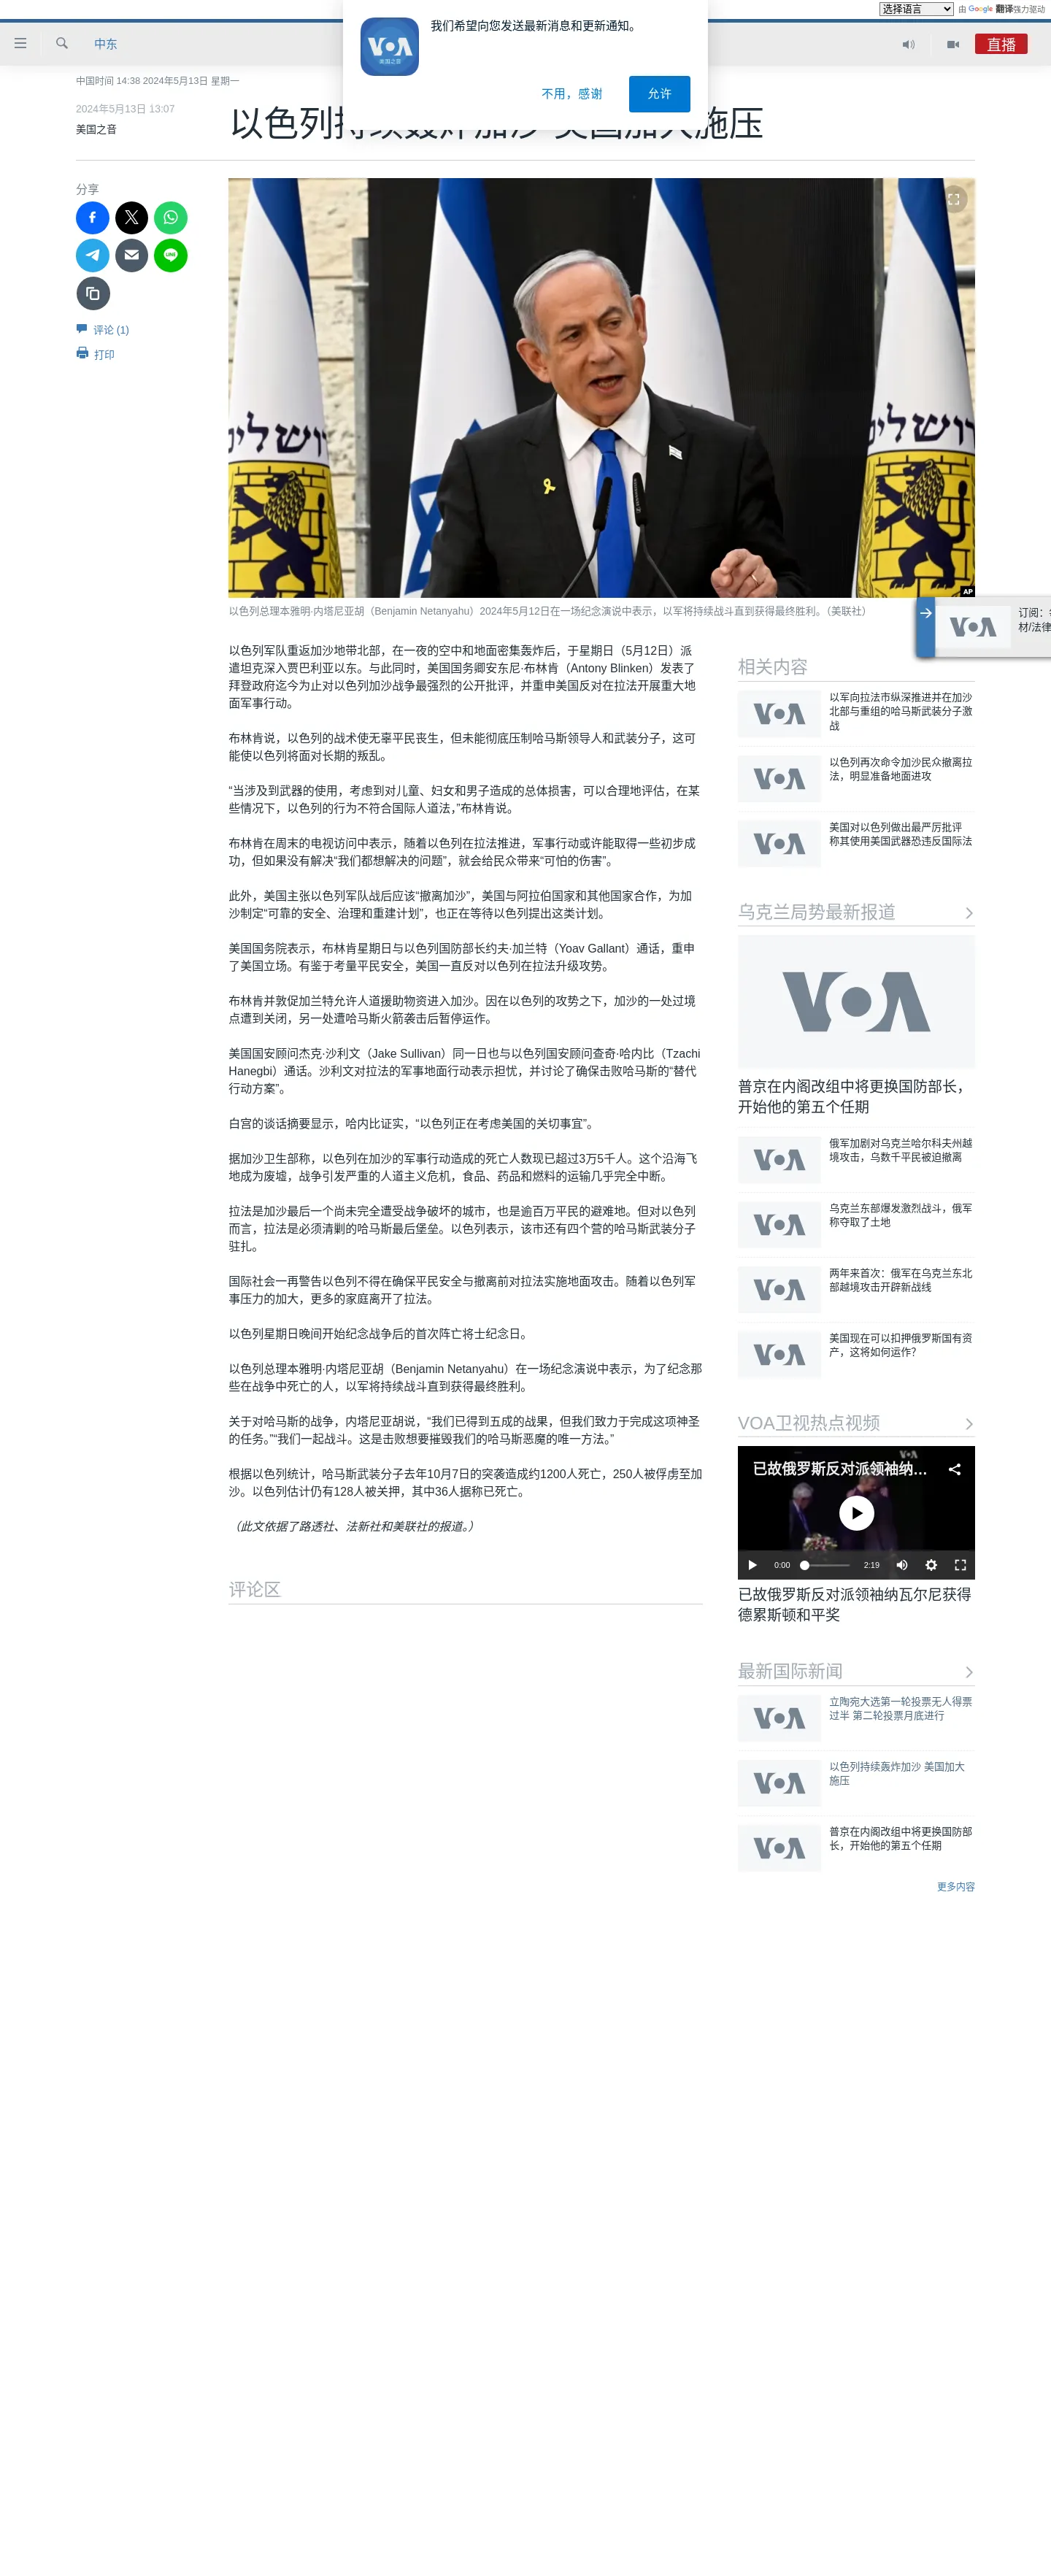 选择语言
由 Google 翻译强力驱动
VOA
美国之音
我们希望向您发送最新消息和更新通知。
不用，感谢
允许
中东
直播
中国时间 14:38 2024年5月13日 星期一
2024年5月13日 13:07
美国之音
以色列持续轰炸加沙 美国加大施压
分享
评论 (1)
打印
AP
以色列总理本雅明·内塔尼亚胡（Benjamin Netanyahu）2024年5月12日在一场纪念演说中表示，以军将持续战斗直到获得最终胜利。（美联社）
VOA
订阅：
材/法律
以色列军队重返加沙地带北部，在一夜的空中和地面密集轰炸后，于星期日（5月12日）派
遣坦克深入贾巴利亚以东。与此同时，美国国务卿安东尼·布林肯（Antony Blinken）发表了
拜登政府迄今为止对以色列加沙战争最强烈的公开批评，并重申美国反对在拉法开展重大地
面军事行动。
布林肯说，以色列的战术使无辜平民丧生，但未能彻底压制哈马斯领导人和武装分子，这可
能使以色列将面对长期的叛乱。
“当涉及到武器的使用，考虑到对儿童、妇女和男子造成的总体损害，可以合理地评估，在某
些情况下，以色列的行为不符合国际人道法，”布林肯说。
布林肯在周末的电视访问中表示，随着以色列在拉法推进，军事行动或许能取得一些初步成
功，但如果没有解决“我们都想解决的问题”，就会给民众带来“可怕的伤害”。
此外，美国主张以色列军队战后应该“撤离加沙”，美国与阿拉伯国家和其他国家合作，为加
沙制定“可靠的安全、治理和重建计划”，也正在等待以色列提出这类计划。
美国国务院表示，布林肯星期日与以色列国防部长约夫·加兰特（Yoav Gallant）通话，重申
了美国立场。有鉴于考量平民安全，美国一直反对以色列在拉法升级攻势。
布林肯并敦促加兰特允许人道援助物资进入加沙。因在以色列的攻势之下，加沙的一处过境
点遭到关闭，另一处遭哈马斯火箭袭击后暂停运作。
美国国安顾问杰克·沙利文（Jake Sullivan）同一日也与以色列国安顾问查奇·哈内比（Tzachi
Hanegbi）通话。沙利文对拉法的军事地面行动表示担忧，并讨论了确保击败哈马斯的“替代
行动方案”。
白宫的谈话摘要显示，哈内比证实，“以色列正在考虑美国的关切事宜”。
据加沙卫生部称，以色列在加沙的军事行动造成的死亡人数现已超过3万5千人。这个沿海飞
地成为废墟，战争引发严重的人道主义危机，食品、药品和燃料的运输几乎完全中断。
拉法是加沙最后一个尚未完全遭受战争破坏的城市，也是逾百万平民的避难地。但对以色列
而言，拉法是必须清剿的哈马斯最后堡垒。以色列表示，该市还有四个营的哈马斯武装分子
驻扎。
国际社会一再警告以色列不得在确保平民安全与撤离前对拉法实施地面攻击。随着以色列军
事压力的加大，更多的家庭离开了拉法。
以色列星期日晚间开始纪念战争后的首次阵亡将士纪念日。
以色列总理本雅明·内塔尼亚胡（Benjamin Netanyahu）在一场纪念演说中表示，为了纪念那
些在战争中死亡的人，以军将持续战斗直到获得最终胜利。
关于对哈马斯的战争，内塔尼亚胡说，“我们已得到五成的战果，但我们致力于完成这项神圣
的任务。”“我们一起战斗。这是击败想要摧毁我们的哈马斯恶魔的唯一方法。”
根据以色列统计，哈马斯武装分子去年10月7日的突袭造成约1200人死亡，250人被俘虏至加
沙。以色列估计仍有128人被关押，其中36人据称已死亡。
（此文依据了路透社、法新社和美联社的报道。）
评论区
相关内容
VOA
以军向拉法市纵深推进并在加沙
北部与重组的哈马斯武装分子激
战
VOA
以色列再次命令加沙民众撤离拉
法，明显准备地面进攻
VOA
美国对以色列做出最严厉批评
称其使用美国武器恐违反国际法
乌克兰局势最新报道
VOA
普京在内阁改组中将更换国防部长，
开始他的第五个任期
VOA
俄军加剧对乌克兰哈尔科夫州越
境攻击，乌数千平民被迫撤离
VOA
乌克兰东部爆发激烈战斗，俄军
称夺取了土地
VOA
两年来首次：俄军在乌克兰东北
部越境攻击开辟新战线
VOA
美国现在可以扣押俄罗斯国有资
产，这将如何运作？
VOA卫视热点视频
VOA
已故俄罗斯反对派领袖纳...
0:00
2:19
已故俄罗斯反对派领袖纳瓦尔尼获得
德累斯顿和平奖
最新国际新闻
VOA
立陶宛大选第一轮投票无人得票
过半 第二轮投票月底进行
VOA
以色列持续轰炸加沙 美国加大
施压
VOA
普京在内阁改组中将更换国防部
长，开始他的第五个任期
更多内容